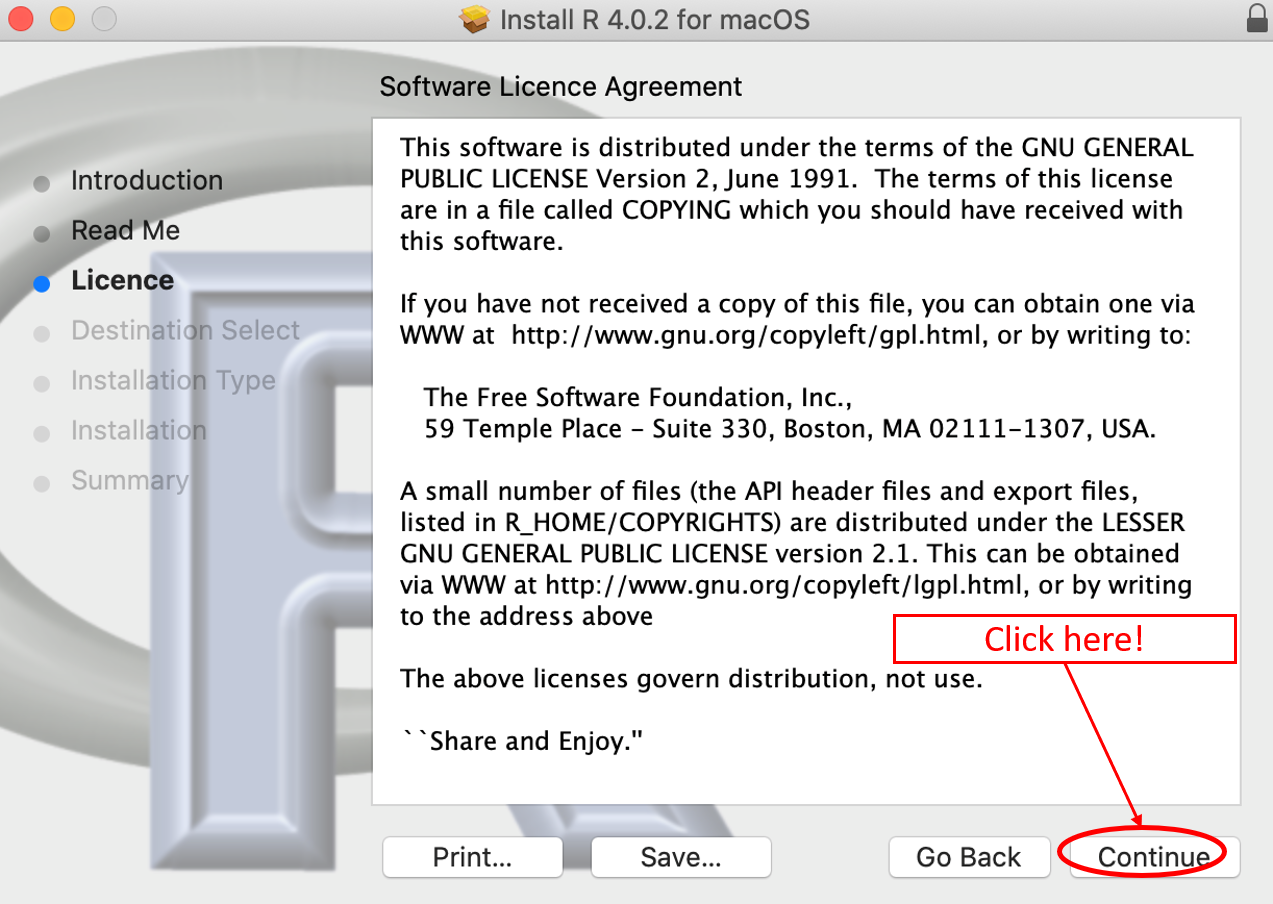 Install R 4.0.2 for macOS
Software Licence Agreement
Introduction
Read Me
Licence
Destination Select
Installation Type
Installation
Summary
This software is distributed under the terms of the GNU GENERAL
PUBLIC LICENSE Version 2, June 1991.  The terms of this license
are in a file called COPYING which you should have received with
this software.
If you have not received a copy of this file, you can obtain one via
WWW at  http://www.gnu.org/copyleft/gpl.html, or by writing to:
The Free Software Foundation, Inc.,
59 Temple Place – Suite 330, Boston, MA 02111–1307, USA.
A small number of files (the API header files and export files,
listed in R_HOME/COPYRIGHTS) are distributed under the LESSER
GNU GENERAL PUBLIC LICENSE version 2.1. This can be obtained
via WWW at http://www.gnu.org/copyleft/lgpl.html, or by writing
to the address above
Click here!
The above licenses govern distribution, not use.
``Share and Enjoy."
Print...
Save...
Go Back
Continue